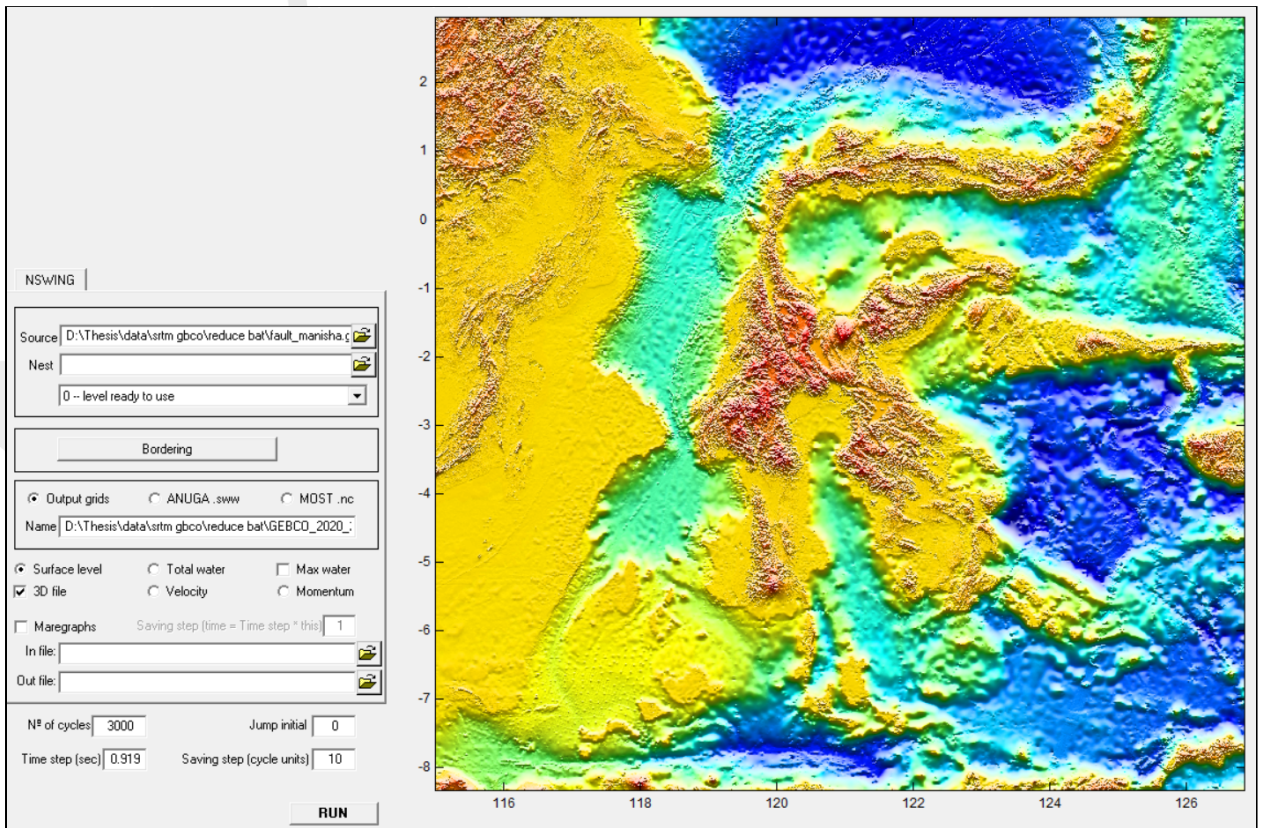 NSWING
Source D:\Thesis\data\srtm gbco\reduce bat\fault_manisha.g
Nest
0 -- level ready to use
Bordering
Output grids ANUGA .sww MOST .nc
Name D:\Thesis\data\srtm gbco\reduce bat\GEBCO_2020_
Surface level Total water Max water
3D file Velocity Momentum
Maregraphs Saving step (time = Time step * this) 1
In file:
Out file:
Nº of cycles 3000 Jump initial 0
Time step (sec) 0.919 Saving step (cycle units) 10
RUN
2
1
0
-1
-2
-3
-4
-5
-6
-7
-8
116 118 120 122 124 126